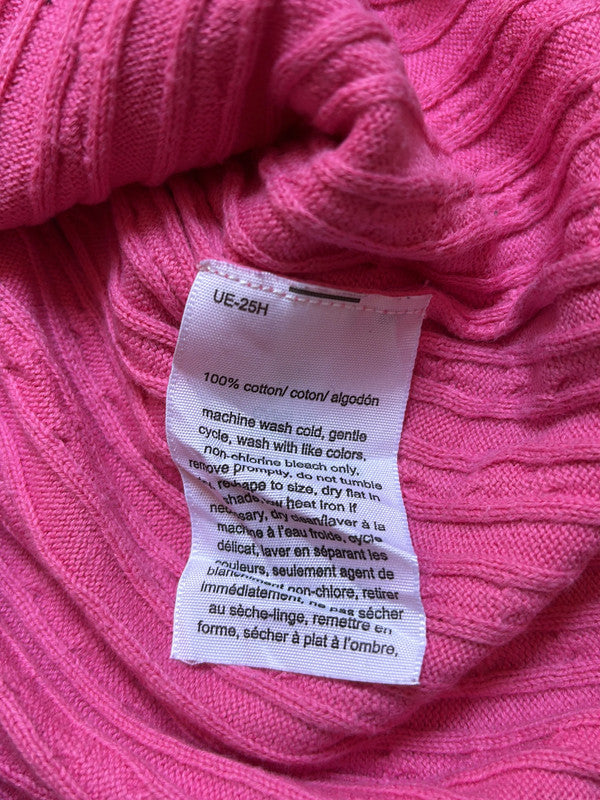 UE-25H
100% cotton/ coton/ algodón
machine wash cold, gentle
cycle, wash with like colors,
non-chlorine bleach only,
remove promptly, do not tumble
reshape to size, dry flat in
shade, heat iron if
necessary, dry clean/laver à la
machine à l'eau froide, cycle
délicat, laver en séparant les
couleurs, seulement agent de
blanchiment non-chlore, retirer
immédiatement, ne pas sécher
au sèche-linge, remettre en
forme, sécher à plat à l'ombre,